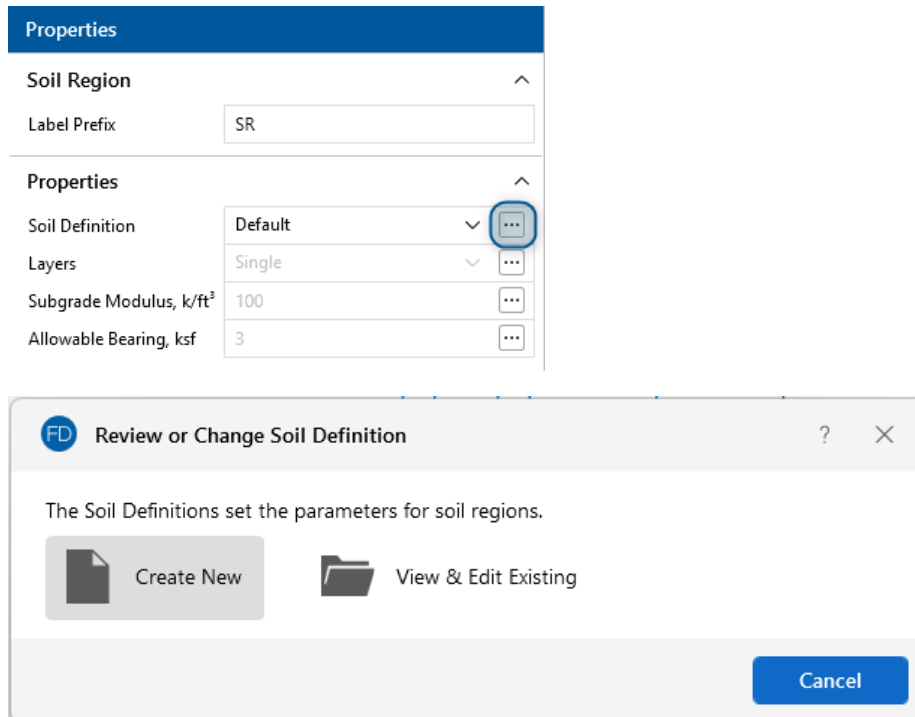 Properties
Soil Region
Label Prefix SR
Properties
Soil Definition Default ...
Layers Single ...
Subgrade Modulus, k/ft³ 100 ...
Allowable Bearing, ksf 3 ...
FD Review or Change Soil Definition ?
The Soil Definitions set the parameters for soil regions.
Create New View & Edit Existing
Cancel